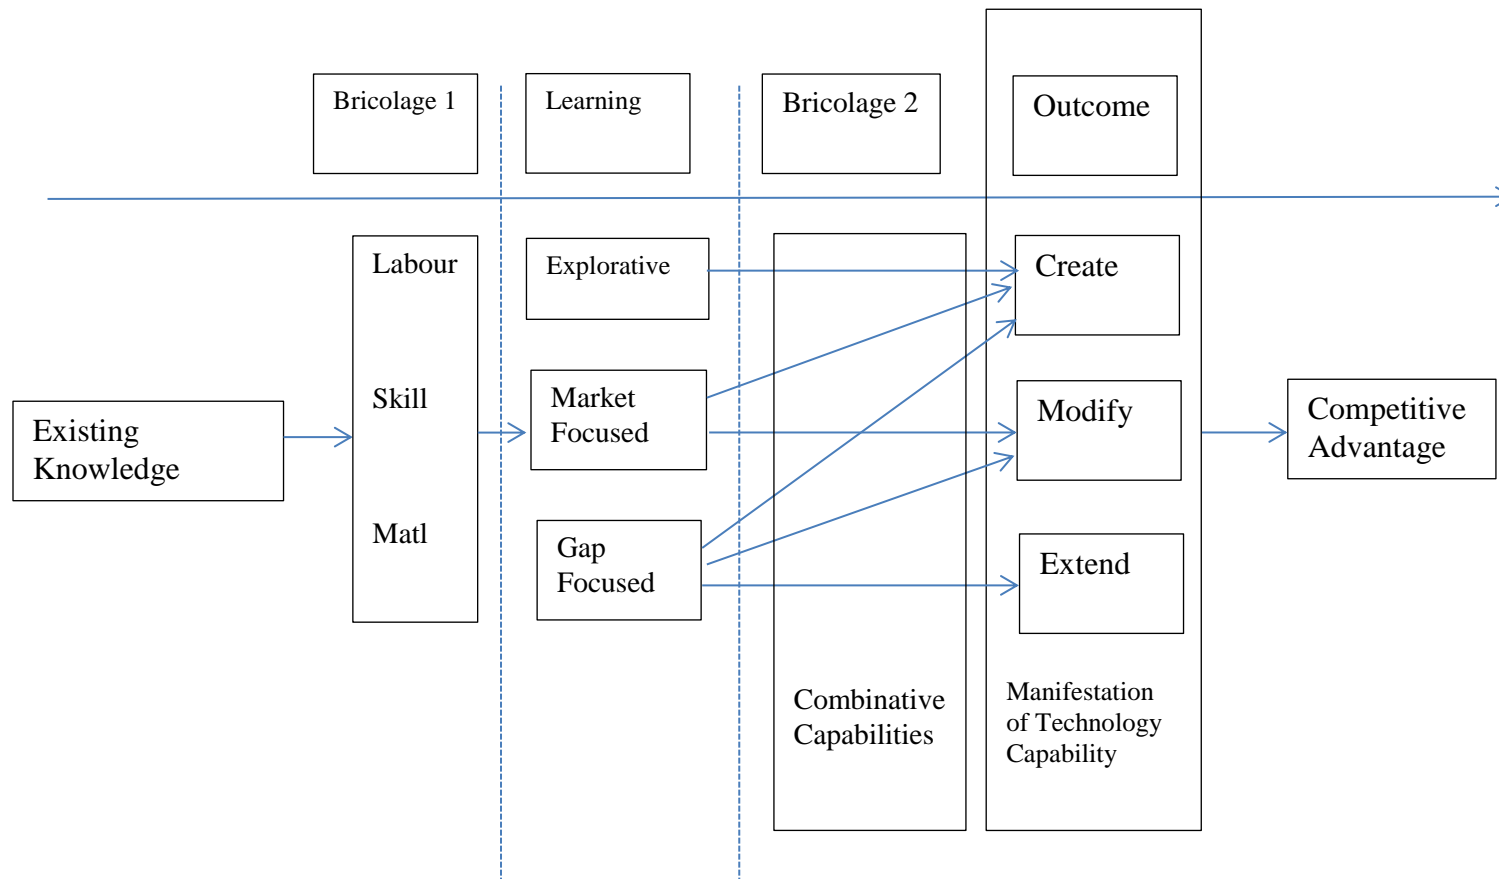 Bricolage 1
Learning
Bricolage 2
Outcome
Labour
Skill
Matl
Explorative
Market
Focused
Gap
Focused
Create
Modify
Extend
Existing
Knowledge
Competitive
Advantage
Combinative
Capabilities
Manifestation
of Technology
Capability